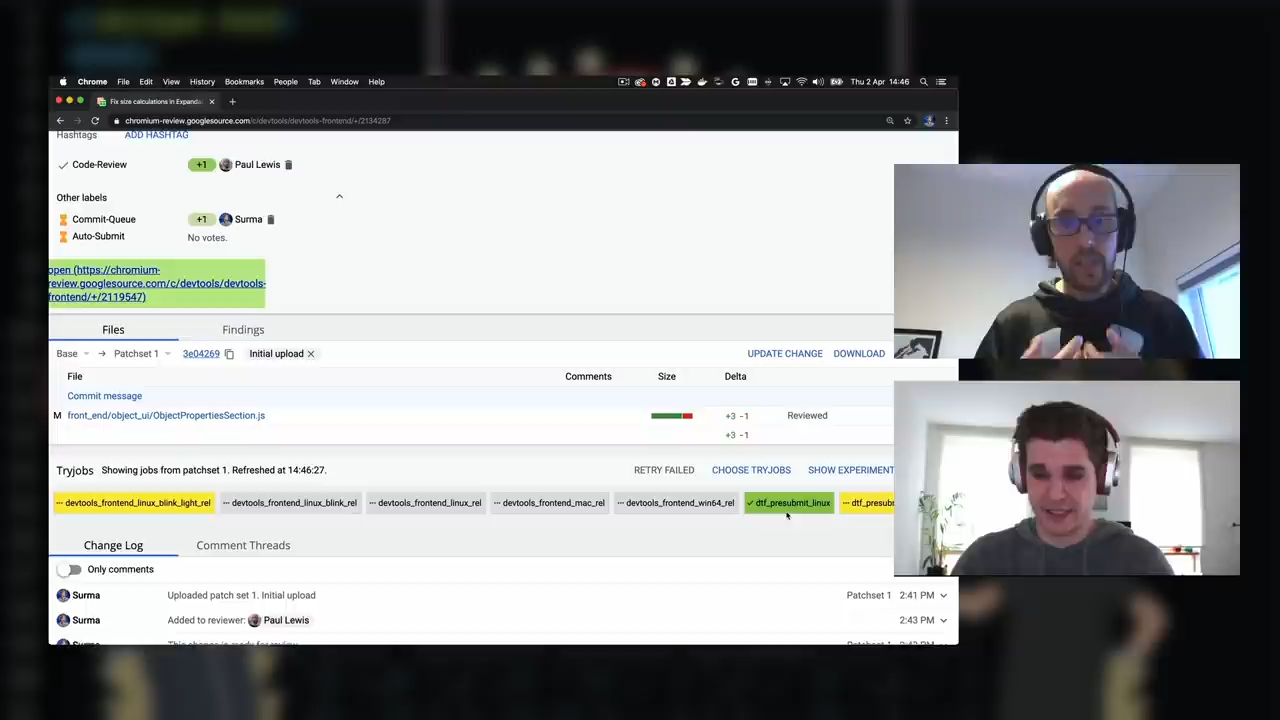 Chrome File Edit View History Bookmarks People Tab Window Help Thu 2 Apr 14:46
Fix size calculations in Expanda
chromium-review.googlesource.com/c/devtools/devtools-frontend/+/2134287
Hashtags ADD HASHTAG
Code-Review +1 Paul Lewis
Other labels
Commit-Queue +1 Surma
Auto-Submit No votes.
open (https://chromium-
review.googlesource.com/c/devtools/devtools-
frontend/+/2119547)
Files Findings
Base → Patchset 1 3e04269 Initial upload UPDATE CHANGE DOWNLOAD
File Comments Size Delta
Commit message
M front_end/object_ui/ObjectPropertiesSection.js +3 -1 Reviewed
+3 -1
Tryjobs Showing jobs from patchset 1. Refreshed at 14:46:27. RETRY FAILED CHOOSE TRYJOBS SHOW EXPERIMENT
devtools_frontend_linux_blink_light_rel devtools_frontend_linux_blink_rel devtools_frontend_linux_rel devtools_frontend_mac_rel devtools_frontend_win64_rel dtf_presubmit_linux dtf_presubm
Change Log Comment Threads
Only comments
Surma Uploaded patch set 1. Initial upload Patchset 1 2:41 PM
Surma Added to reviewer: Paul Lewis 2:43 PM